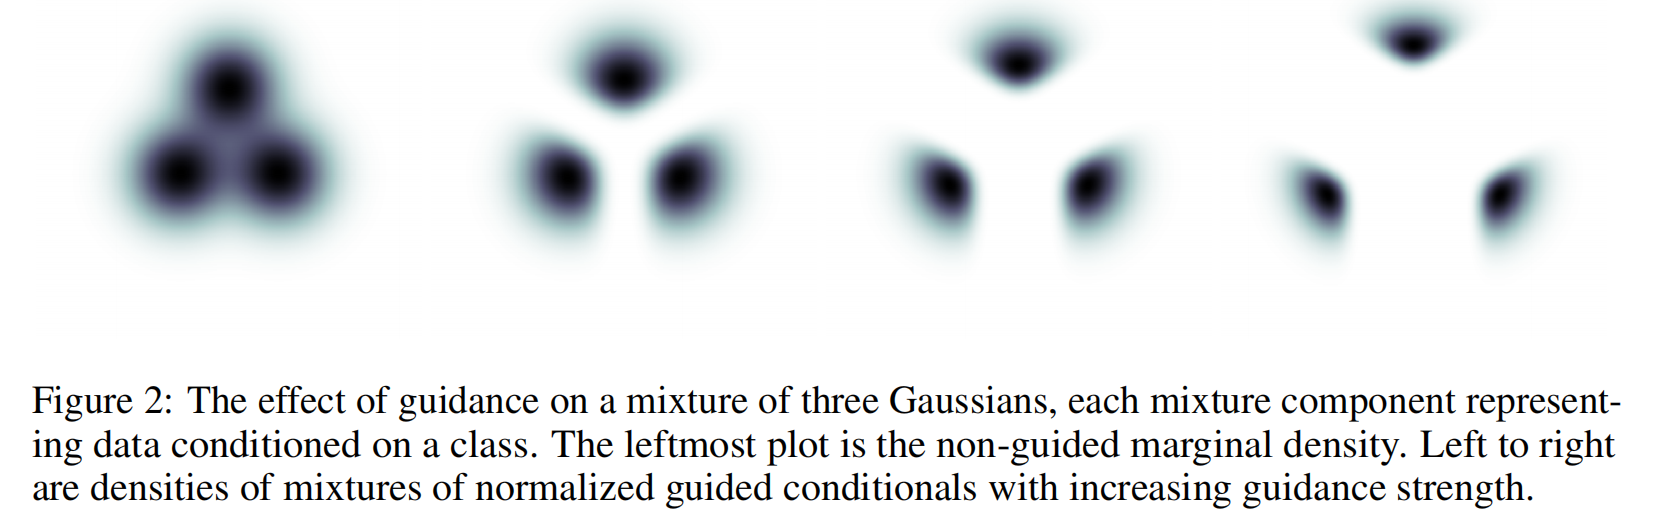 Figure 2: The effect of guidance on a mixture of three Gaussians, each mixture component represent-
ing data conditioned on a class. The leftmost plot is the non-guided marginal density. Left to right
are densities of mixtures of normalized guided conditionals with increasing guidance strength.